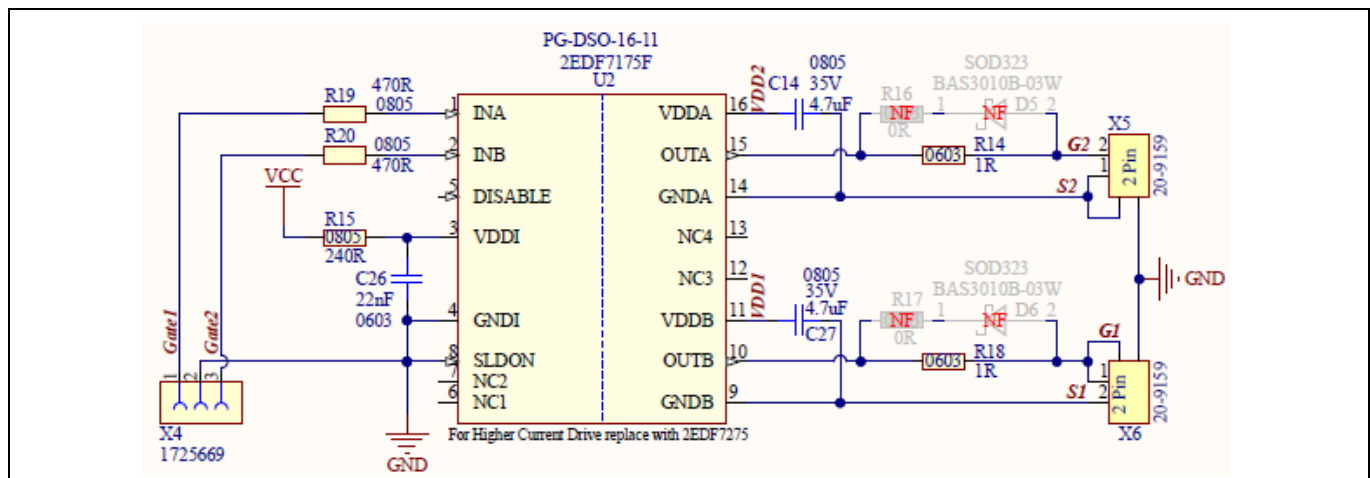 PG-DSO-16-11
2EDF7175F
U2
470R
R19
0805
R20
0805
470R
VCC
R15
0805
240R
C26
22nF
0603
Gate1
Gate2
1
2
3
X4
1725669
GND
1
INA
2
INB
5
DISABLE
3
VDDI
4
GNDI
8
SLDON
7
NC2
6
NC1
VDDA
16
OUTA
15
GNDA
14
NC4
13
NC3
12
VDDB
11
OUTB
10
GNDB
9
For Higher Current Drive replace with 2EDF7275
VDD2
0805
C14
35V
4.7uF
R16
NF
0R
SOD323
BAS3010B-03W
1
NF
D5
2
0603
R14
1R
G2
S2
X5
2
1
2 Pin
20-9159
GND
VDD1
0805
35V
4.7uF
C27
R17
NF
0R
SOD323
BAS3010B-03W
1
NF
D6
2
0603
R18
1R
G1
S1
1
2
2 Pin
20-9159
X6